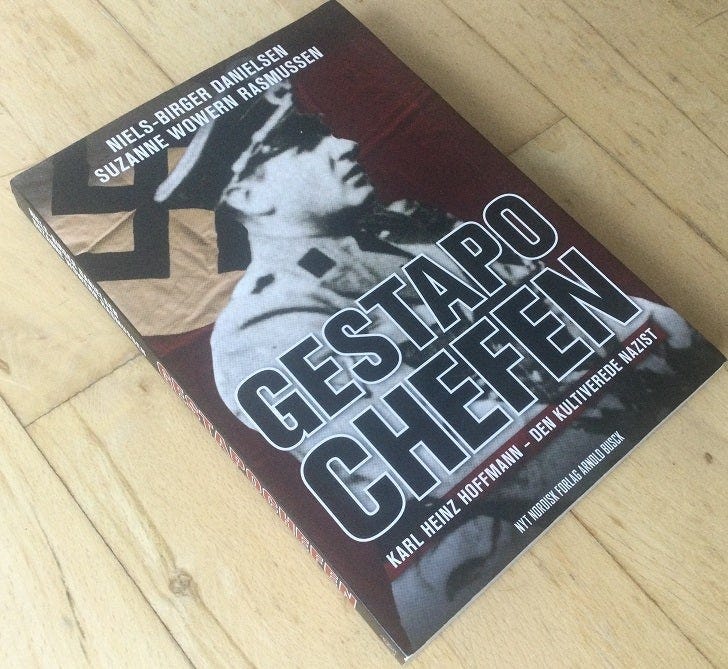 NIELS-BIRGER DANIELSEN
SUZANNE WOWERN RASMUSSEN
GESTAPO
CHEFEN
KARL HEINZ HOFFMANN – DEN KULTIVEREDE NAZIST
NYT NORDISK FORLAG ARNOLD BUSCK
GESTAPOCHEFEN